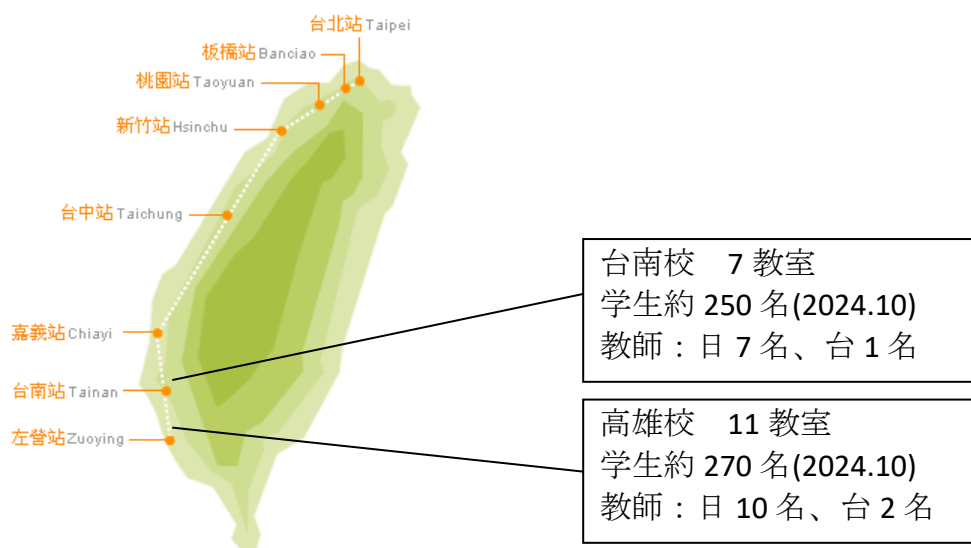 台北站 Taipei
板橋站 Banciao
桃園站 Taoyuan
新竹站 Hsinchu
台中站 Taichung
嘉義站 Chiayi
台南站 Tainan
左營站 Zuoying
台南校　7 教室
学生約 250 名(2024.10)
教師：日 7 名、台 1 名
高雄校　11 教室
学生約 270 名(2024.10)
教師：日 10 名、台 2 名